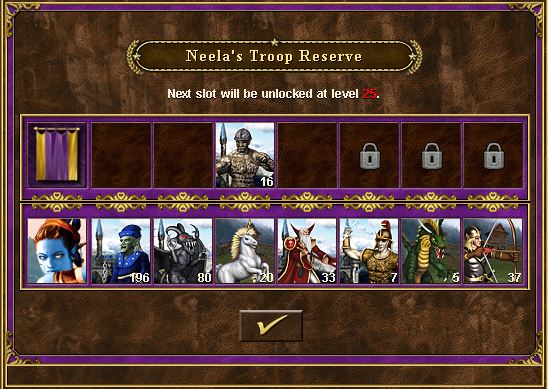 Neela's Troop Reserve
Next slot will be unlocked at level 25.
16
196 80 20 33 7 5 37